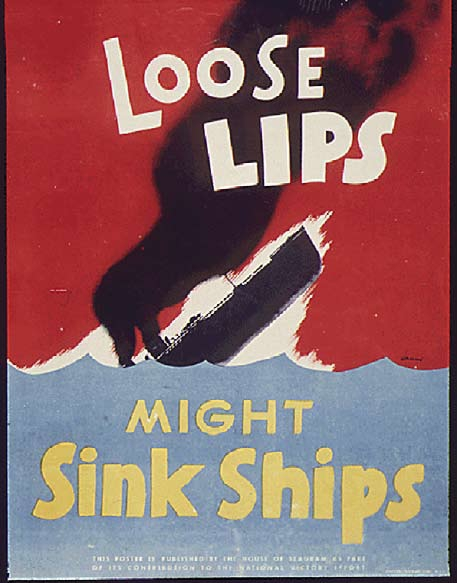 LOOSE
LIPS
MIGHT
Sink Ships
THIS POSTER IS PUBLISHED BY THE HOUSE OF SEAGRAM AS PART
OF ITS CONTRIBUTION TO THE NATIONAL VICTORY EFFORT